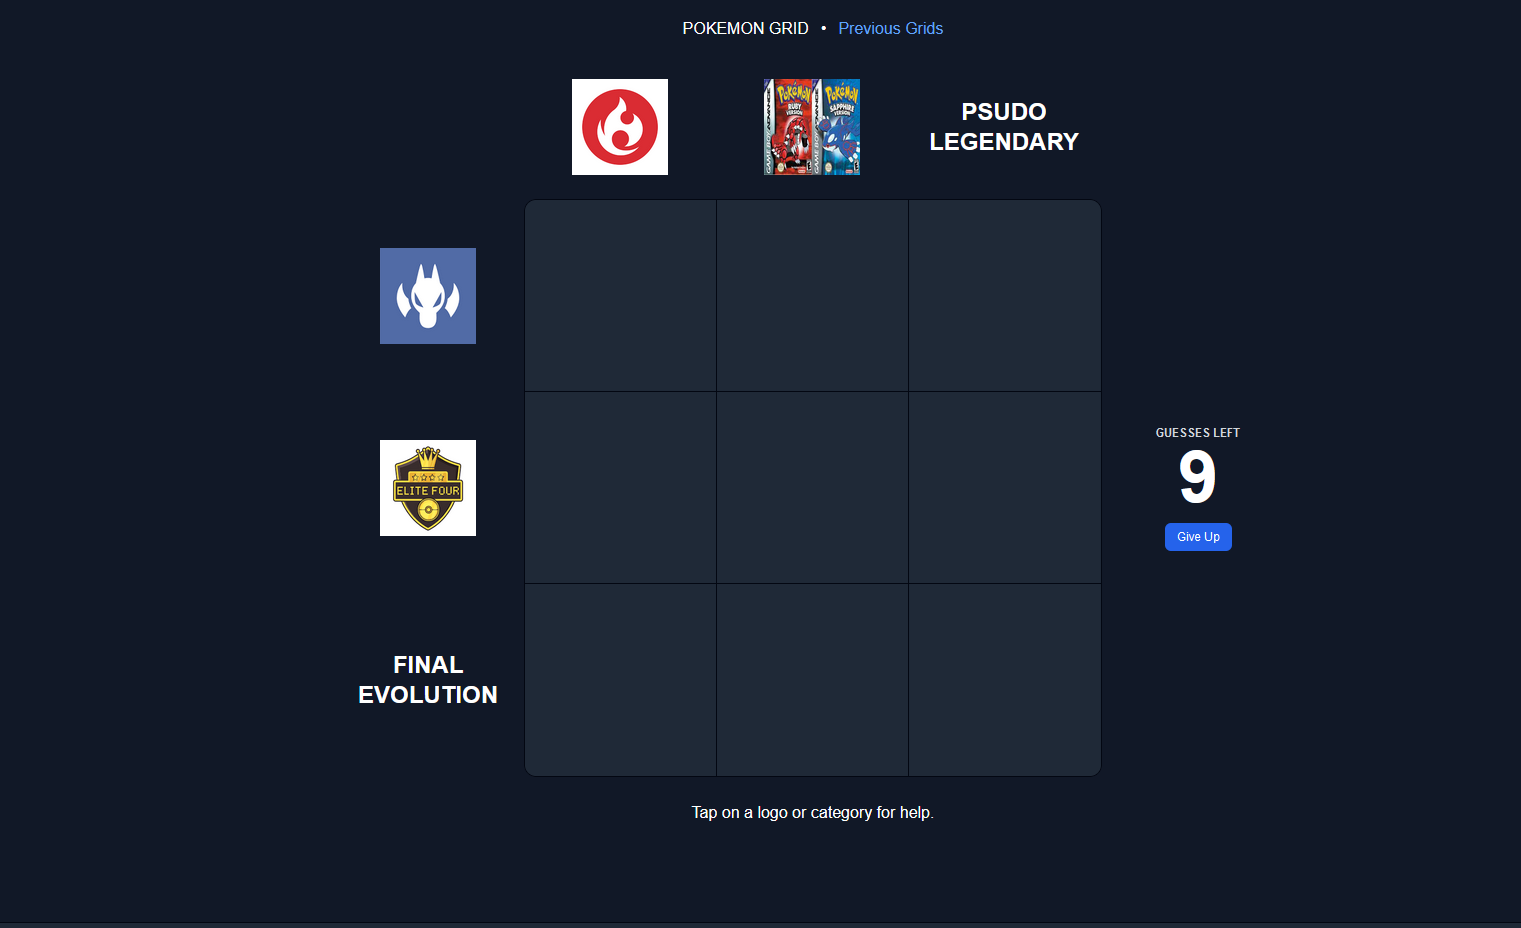 POKEMON GRID • Previous Grids
POKéMON POKéMON
RUBY VERSION SAPPHIRE VERSION
PSUDO
LEGENDARY
ELITE FOUR
GUESSES LEFT
9
Give Up
FINAL
EVOLUTION
Tap on a logo or category for help.